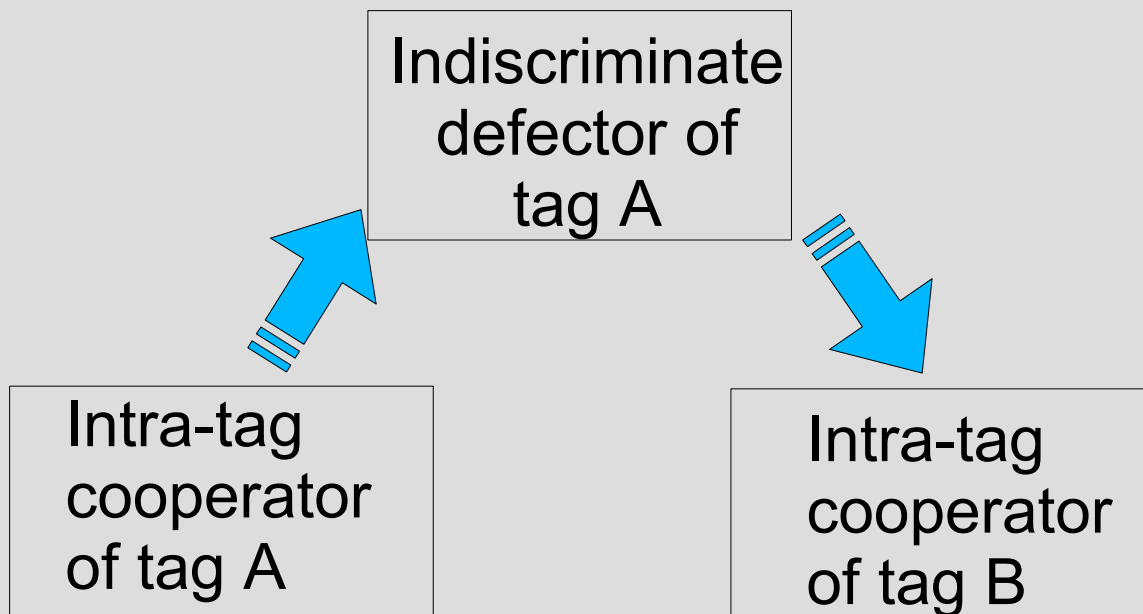 Indiscriminate
defector of
tag A
Intra-tag
cooperator
of tag A
Intra-tag
cooperator
of tag B